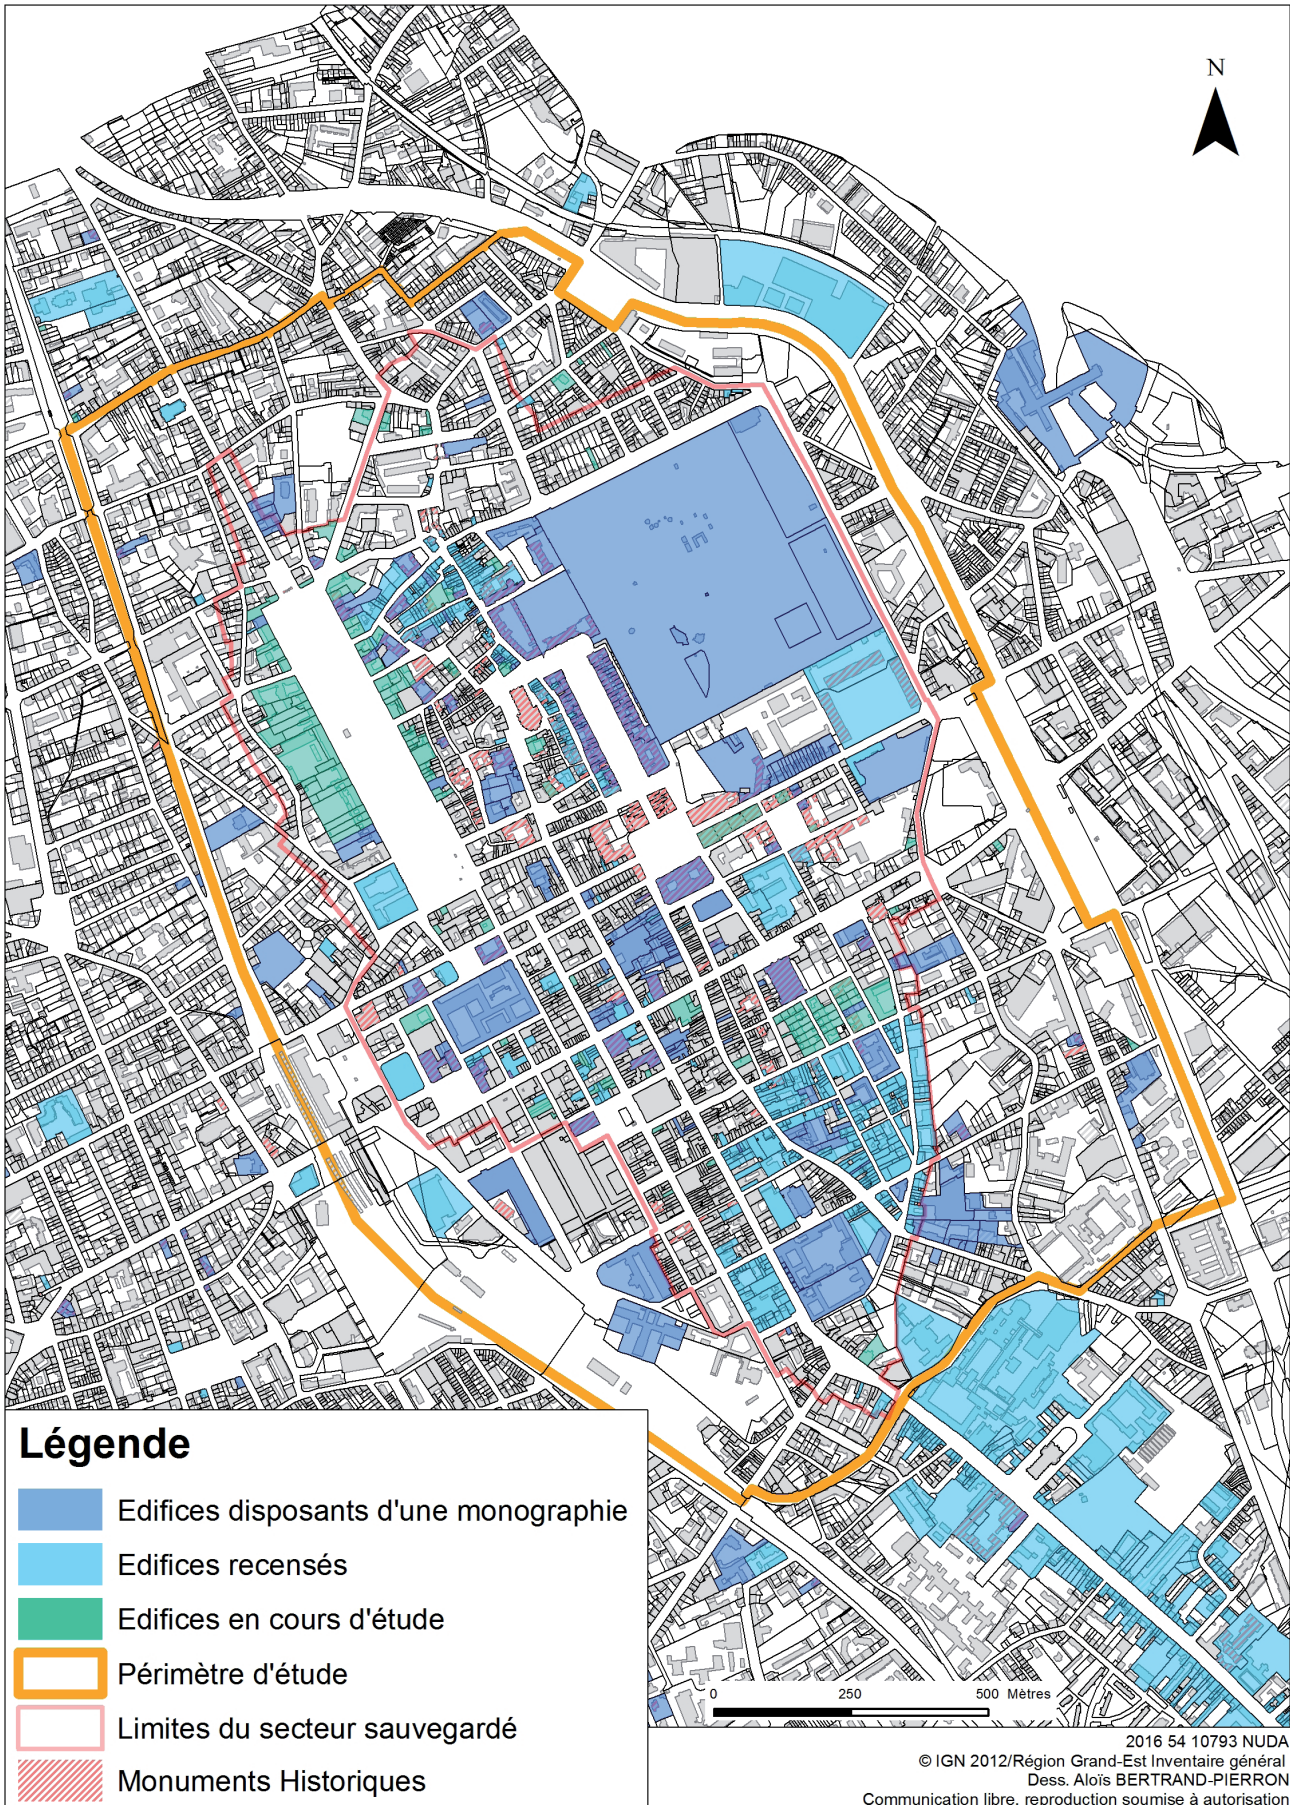 N
Légende
Edifices disposants d'une monographie
Edifices recensés
Edifices en cours d'étude
Périmètre d'étude
Limites du secteur sauvegardé
Monuments Historiques
0 250 500 Mètres
2016 54 10793 NUDA
© IGN 2012/Région Grand-Est Inventaire général
Dess. Aloïs BERTRAND-PIERRON
Communication libre, reproduction soumise à autorisation